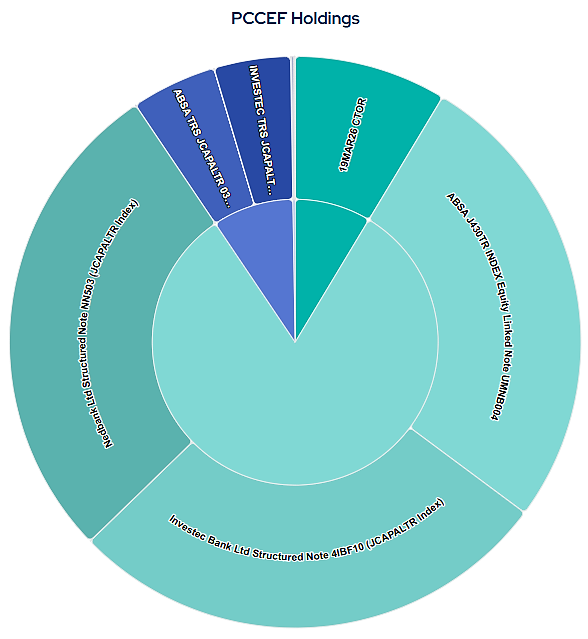 PCCEF Holdings
19MAR26 CTOR
ABSA J430TR INDEX Equity Linked Note UMNB004
Investec Bank Ltd Structured Note 4IBF10 (JCAPALTR Index)
Nedbank Ltd Structured Note NN503 (JCAPALTR Index)
ABSA TRS JCAPALTR 03...
INVESTEC TRS JCAPALT...